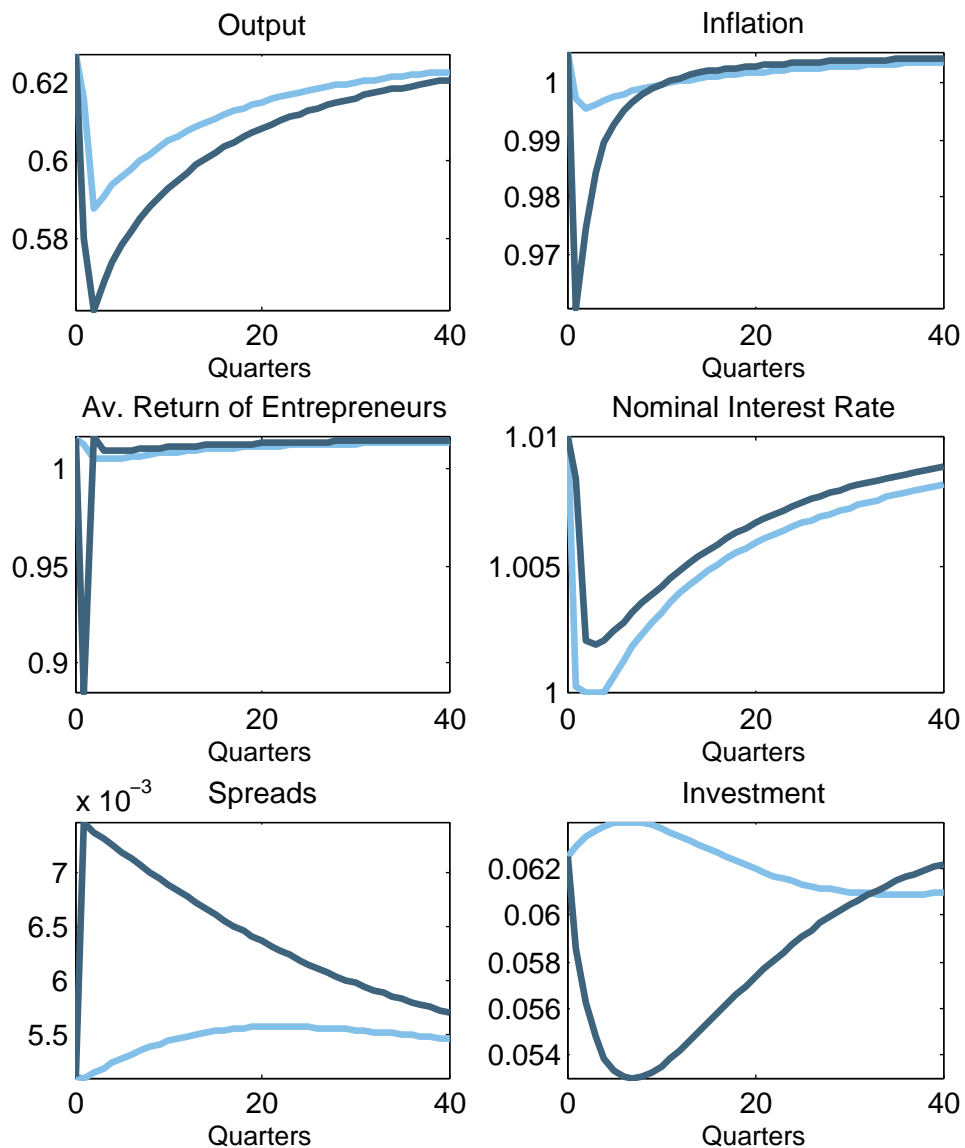 Output
0.62
0.6
0.58
0 20 40
Quarters
Inflation
1
0.99
0.98
0.97
0 20 40
Quarters
Av. Return of Entrepreneurs
1
0.95
0.9
0 20 40
Quarters
Nominal Interest Rate
1.01
1.005
1
0 20 40
Quarters
Spreads
x 10⁻³
7
6.5
6
5.5
0 20 40
Quarters
Investment
0.062
0.06
0.058
0.056
0.054
0 20 40
Quarters